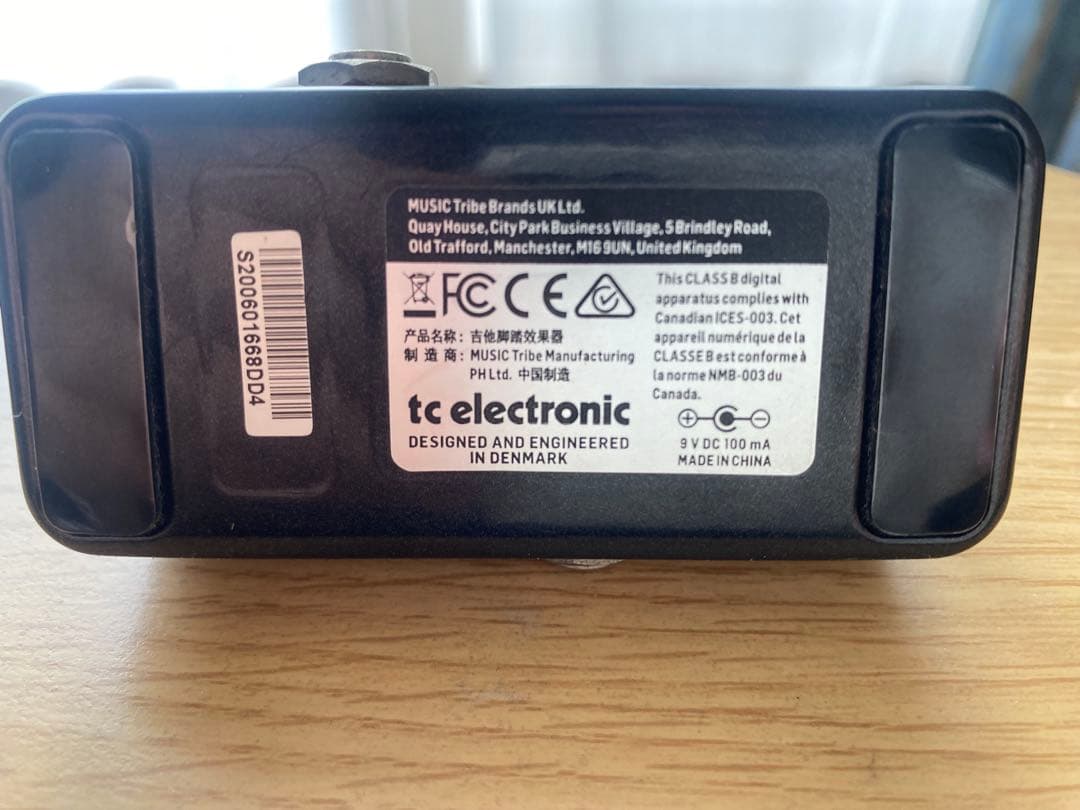 S200601668DD4
MUSIC Tribe Brands UK Ltd.
Quay House, City Park Business Village, 5 Brindley Road,
Old Trafford, Manchester, M16 9UN, United Kingdom
FCC CE
产品名称: 吉他脚踏效果器
制 造 商: MUSIC Tribe Manufacturing
PH Ltd. 中国制造
tc electronic
DESIGNED AND ENGINEERED
IN DENMARK
This CLASS B digital
apparatus complies with
Canadian ICES-003. Cet
appareil numérique de la
CLASSE B est conforme à
la norme NMB-003 du
Canada.
9 V DC 100 mA
MADE IN CHINA